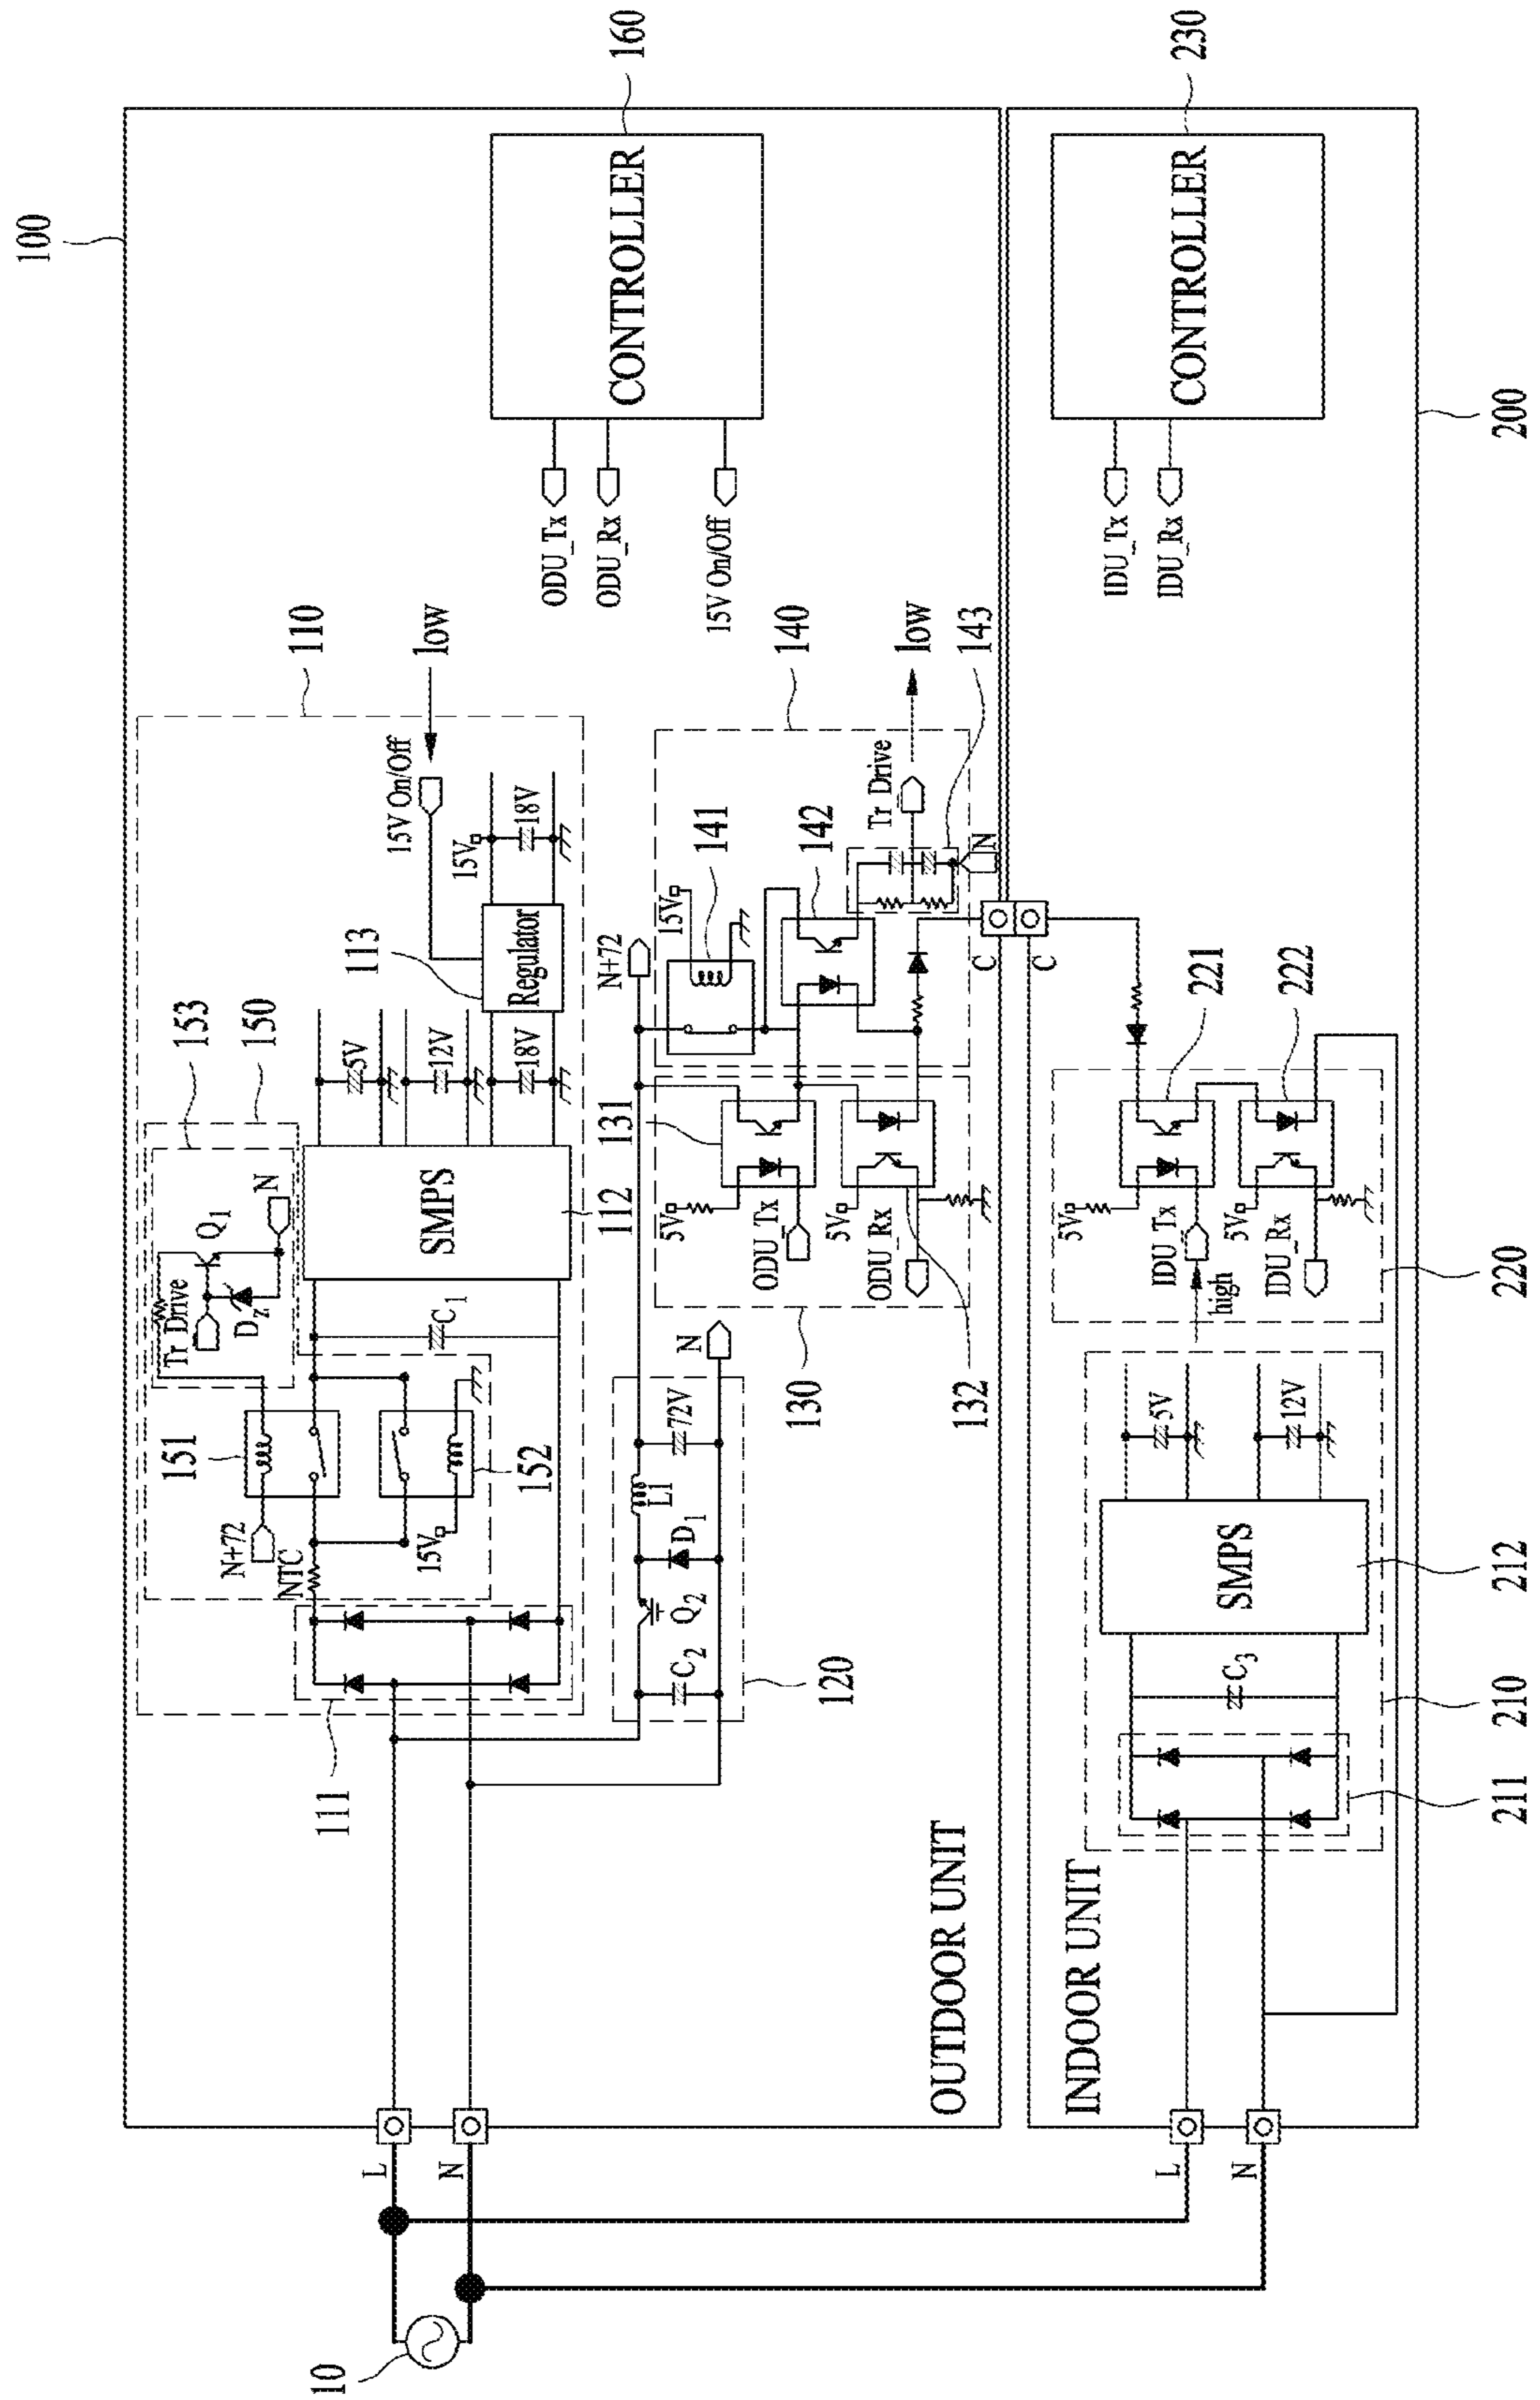 100
160
CONTROLLER
ODU_Tx
ODU_Rx
15V On/Off
110
low
15V On/Off
15V
18V
113
Regulator
153
150
5V
12V
18V
N
Q1
Tr_Drive
DZ
SMPS
112
C1
151
152
N+72
NTC
15V
111
140
low
143
Tr_Drive
N
141
142
15V
N+72
C
131
5V
ODU_Tx
5V
ODU_Rx
130
132
N
72V
L1
D1
Q2
C2
120
OUTDOOR UNIT
L
N
10
230
CONTROLLER
IDU_Tx
IDU_Rx
200
C
221
222
5V
IDU_Tx
high
5V
IDU_Rx
220
5V
12V
SMPS
212
C3
210
211
INDOOR UNIT
L
N